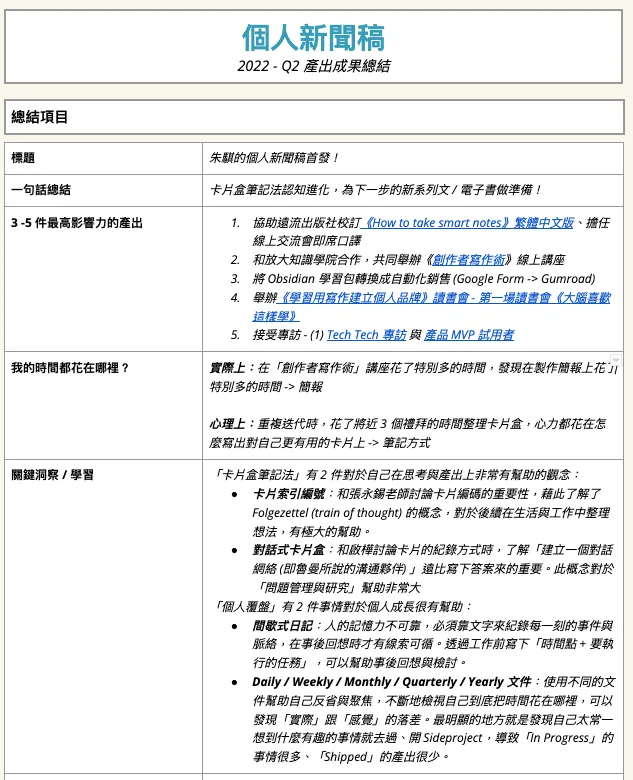 個人新聞稿
2022 - Q2 產出成果總結
總結項目
標題
朱騏的個人新聞稿首發！
一句話總結
卡片盒筆記法認知進化，為下一步的新系列文 / 電子書做準備！
3 -5 件最高影響力的產出
1. 協助遠流出版社校訂《How to take smart notes》繁體中文版、擔任
線上交流會即席口譯
2. 和放大知識學院合作，共同舉辦《創作者寫作術》線上講座
3. 將 Obsidian 學習包轉換成自動化銷售 (Google Form -> Gumroad)
4. 舉辦《學習用寫作建立個人品牌》讀書會 - 第一場讀書會《大腦喜歡
這樣學》
5. 接受專訪 - (1) Tech Tech 專訪 與 產品 MVP 試用者
我的時間都花在哪裡？
實際上：在「創作者寫作術」講座花了特別多的時間，發現在製作簡報上花了
特別多的時間 -> 簡報
心理上：重複迭代時，花了將近 3 個禮拜的時間整理卡片盒，心力都花在怎
麼寫出對自己更有用的卡片上 -> 筆記方式
關鍵洞察 / 學習
「卡片盒筆記法」有 2 件對於自己在思考與產出上非常有幫助的觀念：
● 卡片索引編號：和張永錫老師討論卡片編碼的重要性，藉此了解了
Folgezettel (train of thought) 的概念，對於後續在生活與工作中整理
想法，有極大的幫助。
● 對話式卡片盒：和啟樺討論卡片的紀錄方式時，了解「建立一個對話
網絡 (即魯曼所說的溝通夥伴) 」遠比寫下答案來的重要。此概念對於
「問題管理與研究」幫助非常大
「個人覆盤」有 2 件事情對於個人成長很有幫助：
● 間歇式日記：人的記憶力不可靠，必須靠文字來紀錄每一刻的事件與
脈絡，在事後回想時才有線索可循。透過工作前寫下「時間點 + 要執
行的任務」，可以幫助事後回想與檢討。
● Daily / Weekly / Monthly / Quarterly / Yearly 文件：使用不同的文
件幫助自己反省與聚焦，不斷地檢視自己到底把時間花在哪裡，可以
發現「實際」跟「感覺」的落差。最明顯的地方就是發現自己太常一
想到什麼有趣的事情就去過、開 Sideproject，導致「In Progress」的
事情很多、「Shipped」的產出很少。